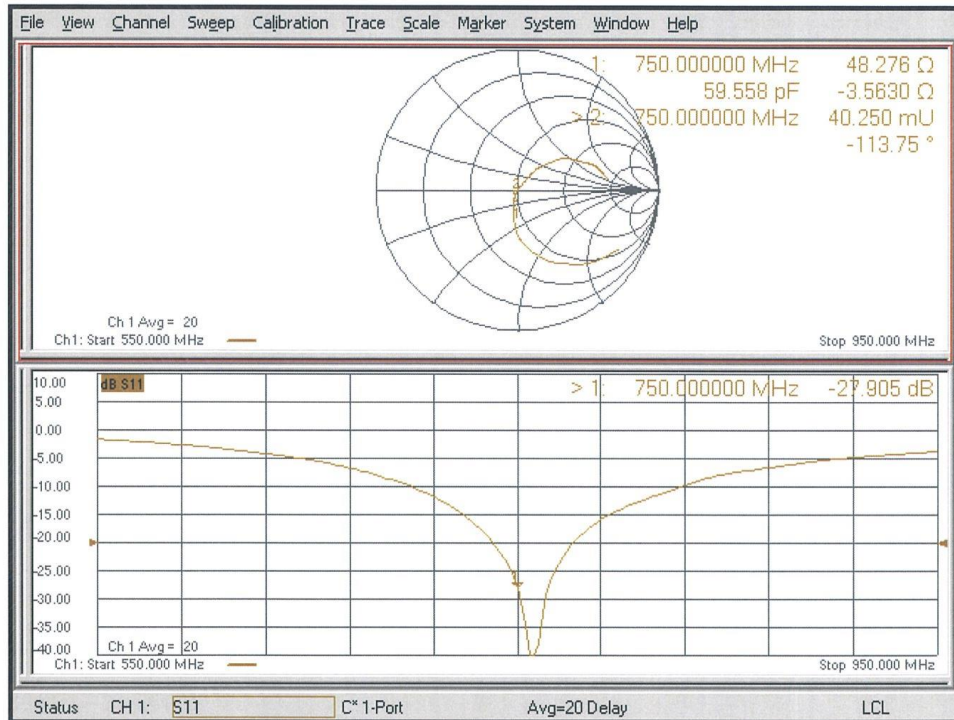 File View Channel Sweep Calibration Trace Scale Marker System Window Help
1: 750.000000 MHz 48.276 Ω
59.558 pF -3.5630 Ω
> 2: 750.000000 MHz 40.250 mU
-113.75 °
Ch 1 Avg = 20
Ch1: Start 550.000 MHz
Stop 950.000 MHz
10.00
dB S11
> 1: 750.000000 MHz -27.905 dB
5.00
0.00
-5.00
-10.00
-15.00
-20.00
-25.00
-30.00
-35.00
-40.00
Ch 1 Avg = 20
Ch1: Start 550.000 MHz
Stop 950.000 MHz
Status CH 1: S11 C* 1-Port Avg=20 Delay LCL